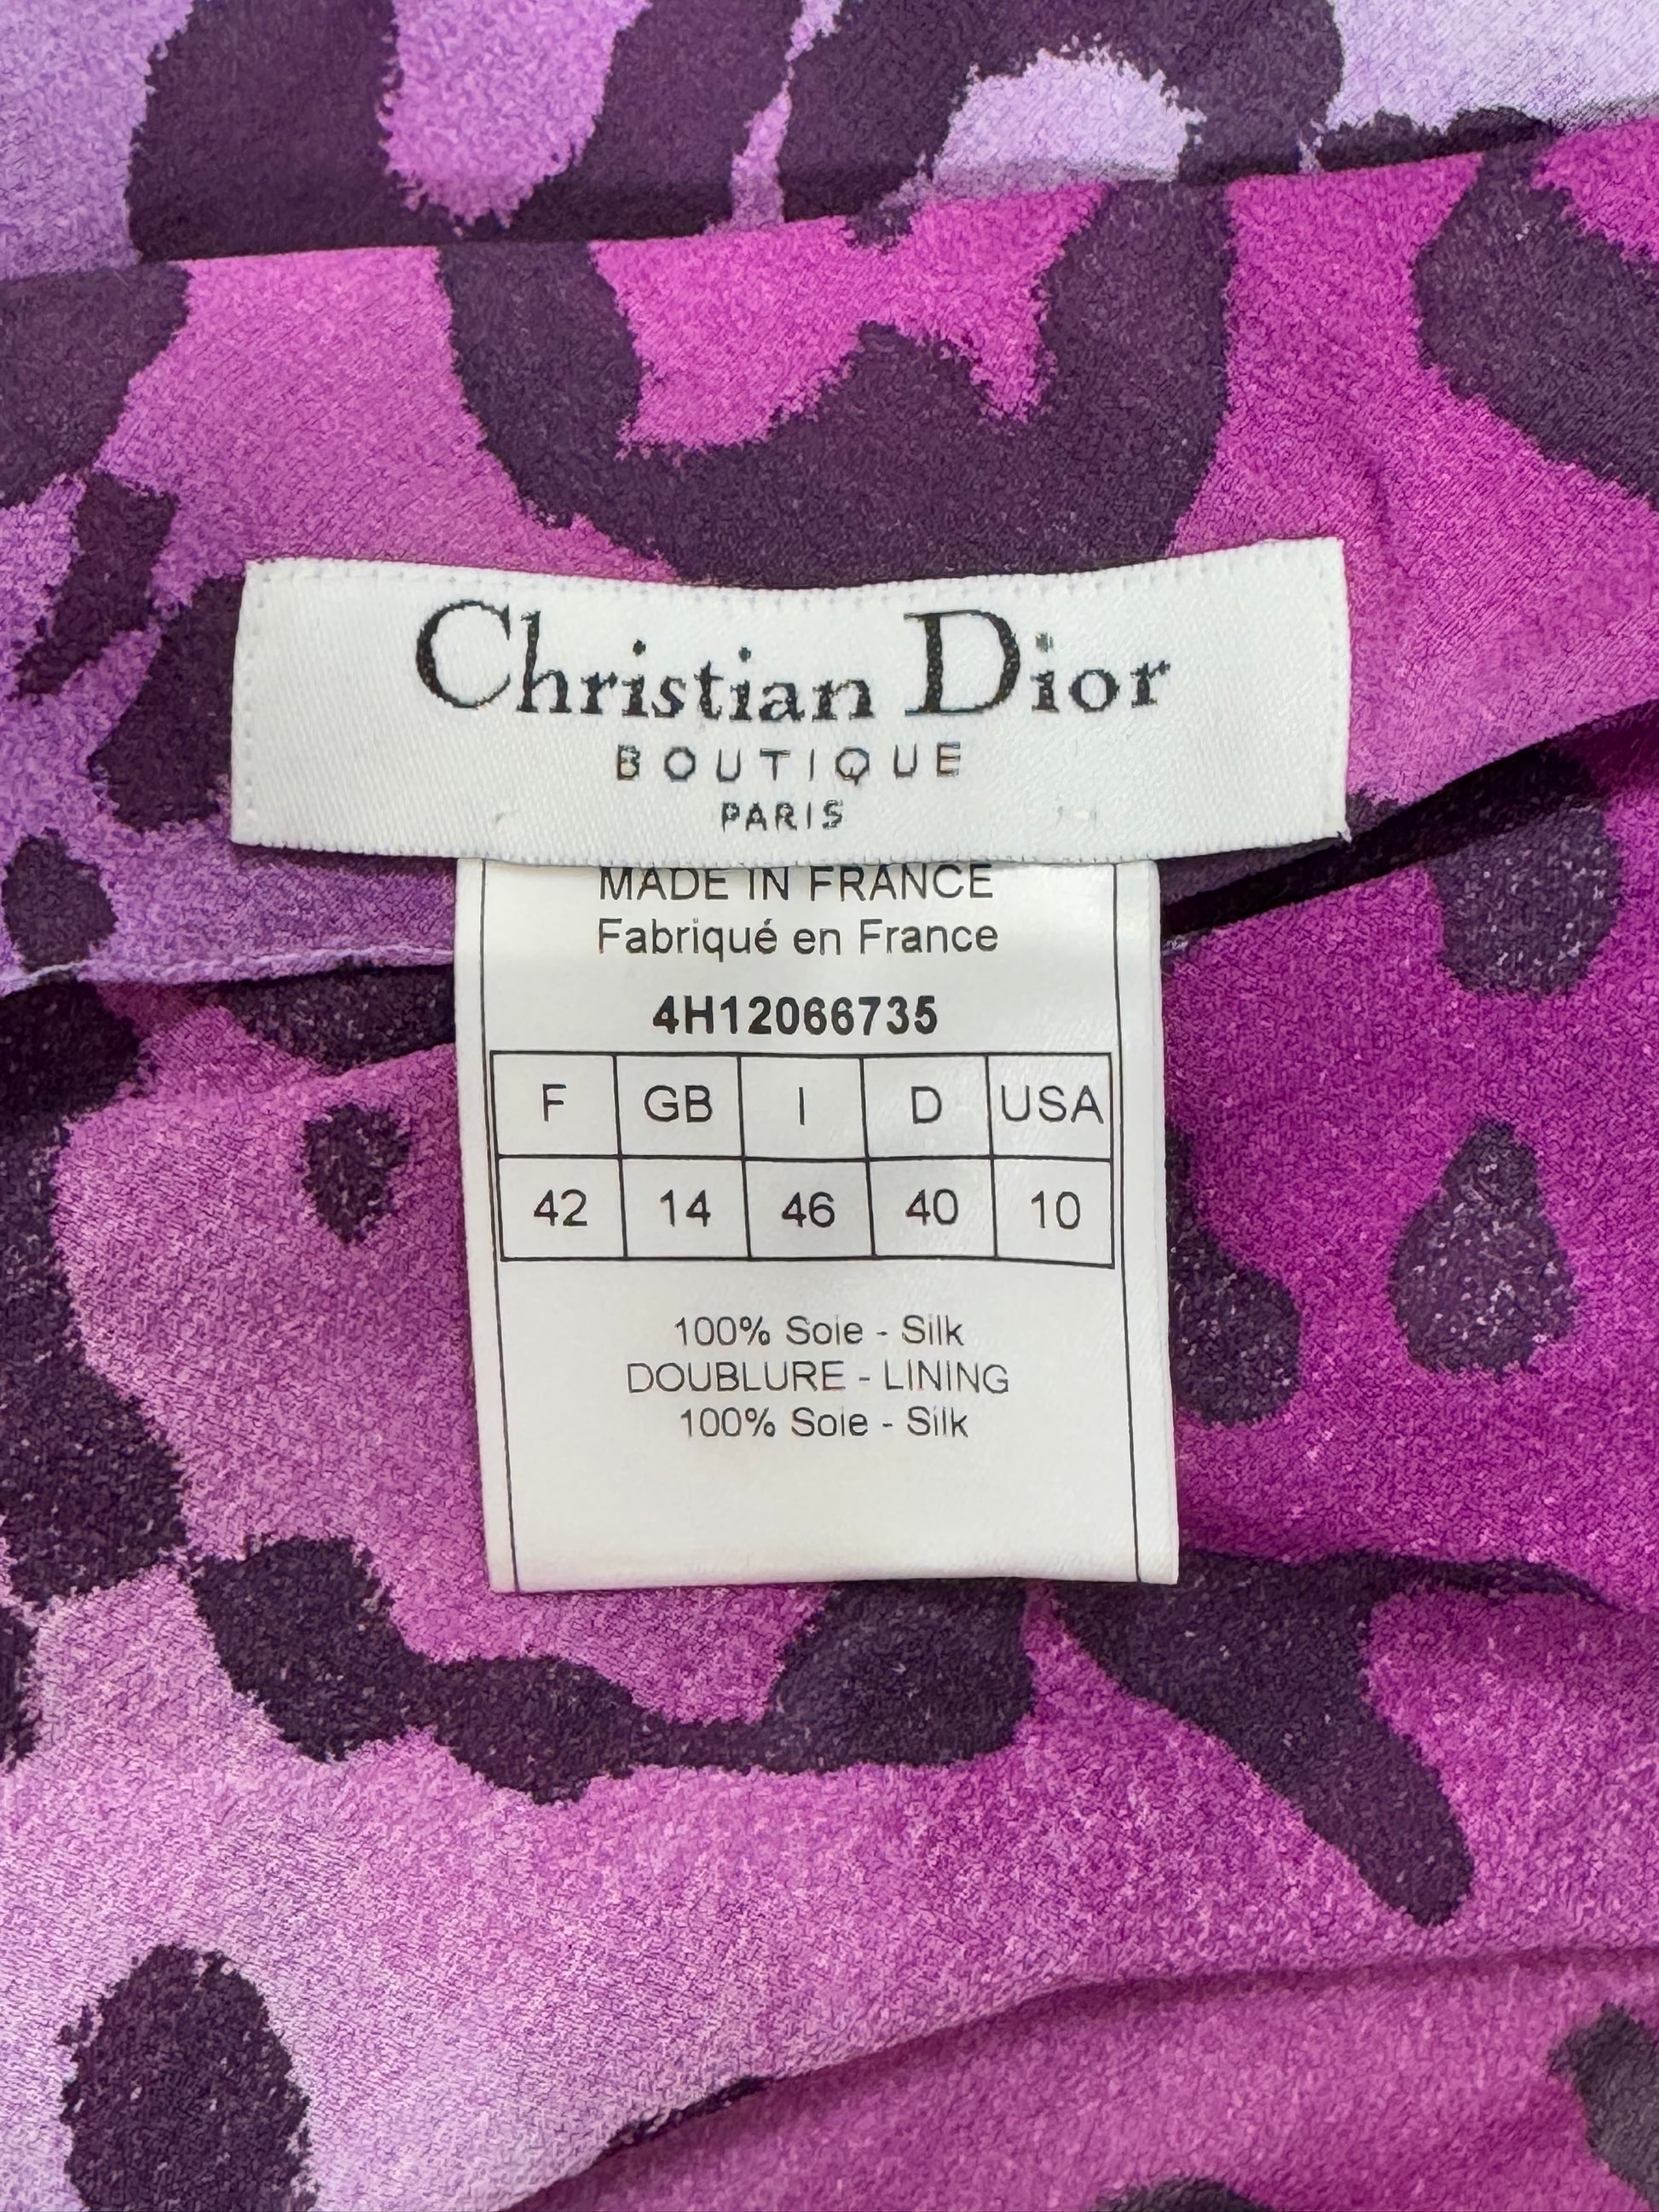 Christian Dior
BOUTIQUE
PARIS
MADE IN FRANCE
Fabriqué en France
4H12066735
F GB I D USA
42 14 46 40 10
100% Soie - Silk
DOUBLURE - LINING
100% Soie - Silk